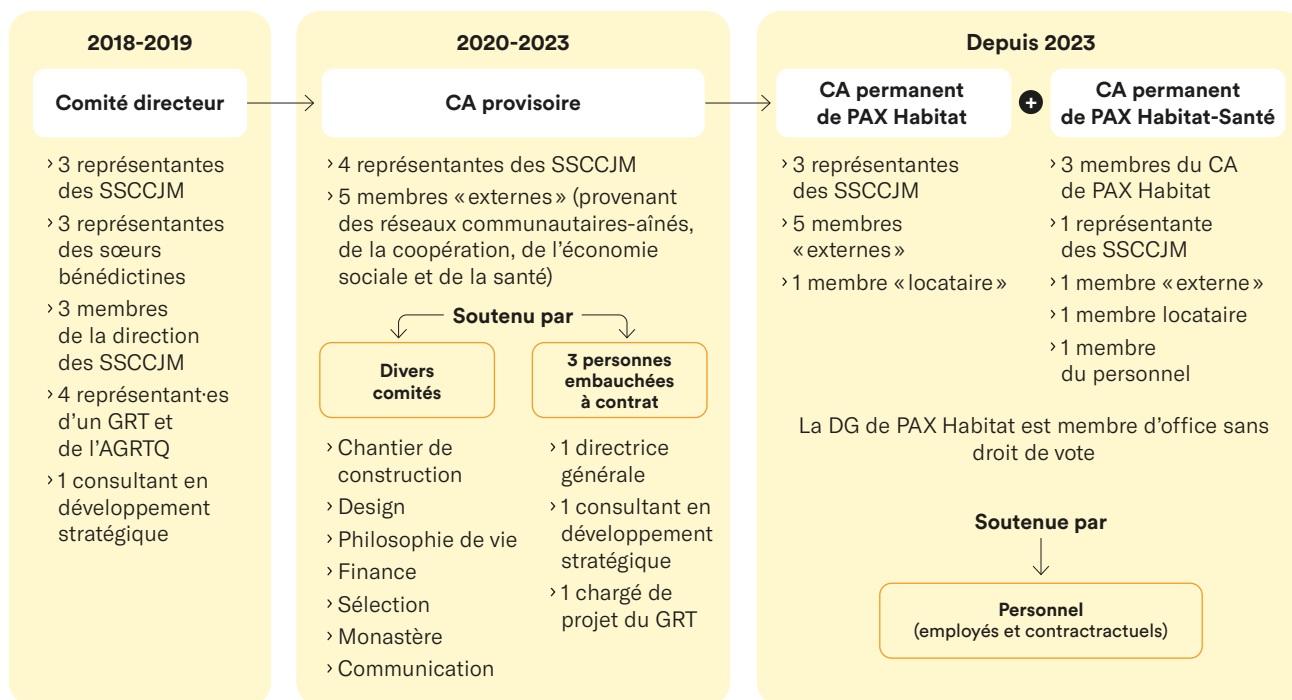 2018-2019
Comité directeur
› 3 représentantes
des SSCCJM
› 3 représentantes
des sœurs
bénédictines
› 3 membres
de la direction
des SSCCJM
› 4 représentant·es
d’un GRT et
de l’AGRTQ
› 1 consultant en
développement
stratégique
2020-2023
CA provisoire
› 4 représentantes des SSCCJM
› 5 membres «externes» (provenant
des réseaux communautaires-aînés,
de la coopération, de l’économie
sociale et de la santé)
Soutenu par
Divers
comités
› Chantier de
construction
› Design
› Philosophie de vie
› Finance
› Sélection
› Monastère
› Communication
3 personnes
embauchées
à contrat
› 1 directrice
générale
› 1 consultant en
développement
stratégique
› 1 chargé de
projet du GRT
Depuis 2023
CA permanent
de PAX Habitat
› 3 représentantes
des SSCCJM
› 5 membres
«externes»
› 1 membre «locataire»
+
CA permanent
de PAX Habitat-Santé
› 3 membres du CA
de PAX Habitat
› 1 représentante
des SSCCJM
› 1 membre «externe»
› 1 membre locataire
› 1 membre
du personnel
La DG de PAX Habitat est membre d’office sans
droit de vote
Soutenue par
Personnel
(employés et contractractuels)